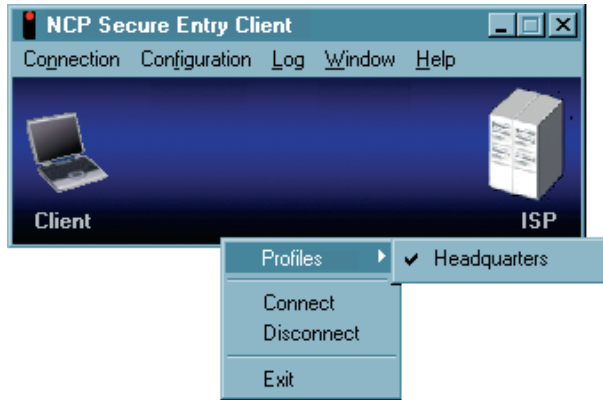 NCP Secure Entry Client
Connection Configuration Log Window Help
Client ISP
Profiles Headquarters
Connect
Disconnect
Exit